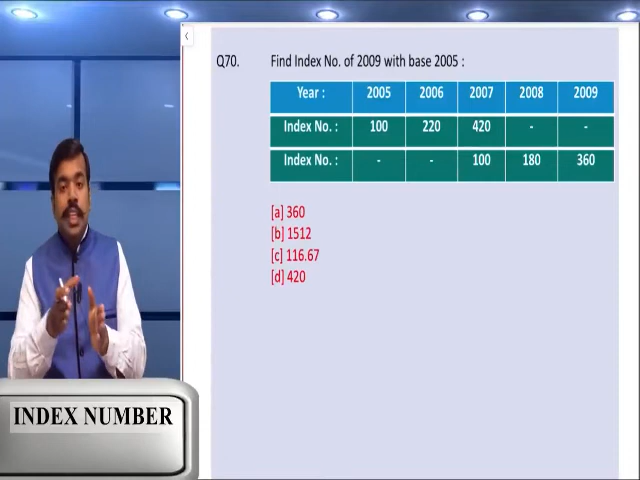 Q70. Find Index No. of 2009 with base 2005 :
Year : 2005 2006 2007 2008 2009
Index No. : 100 220 420 - -
Index No. : - - 100 180 360
[a] 360
[b] 1512
[c] 116.67
[d] 420
INDEX NUMBER